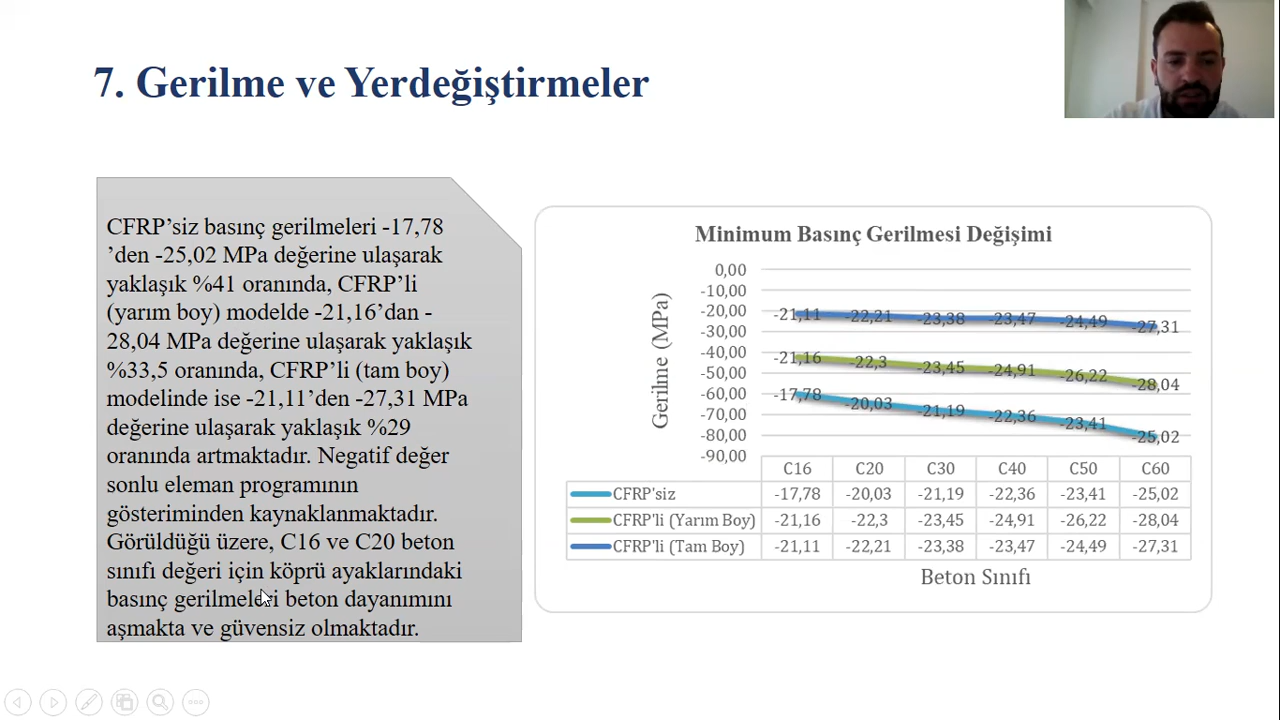 7. Gerilme ve Yerdeğiştirmeler
CFRP’siz basınç gerilmeleri -17,78
’den -25,02 MPa değerine ulaşarak
yaklaşık %41 oranında, CFRP’li
(yarım boy) modelde -21,16’dan -
28,04 MPa değerine ulaşarak yaklaşık
%33,5 oranında, CFRP’li (tam boy)
modelinde ise -21,11’den -27,31 MPa
değerine ulaşarak yaklaşık %29
oranında artmaktadır. Negatif değer
sonlu eleman programının
gösteriminden kaynaklanmaktadır.
Görüldüğü üzere, C16 ve C20 beton
sınıfı değeri için köprü ayaklarındaki
basınç gerilmeleri beton dayanımını
aşmakta ve güvensiz olmaktadır.
Minimum Basınç Gerilmesi Değişimi
Gerilme (MPa)
0,00
-10,00
-20,00
-30,00
-40,00
-50,00
-60,00
-70,00
-80,00
-90,00
-21,11 -22,21 -23,38 -23,47 -24,49 -27,31
-21,16 -22,3 -23,45 -24,91 -26,22 -28,04
-17,78 -20,03 -21,19 -22,36 -23,41 -25,02
C16 C20 C30 C40 C50 C60
CFRP'siz -17,78 -20,03 -21,19 -22,36 -23,41 -25,02
CFRP'li (Yarım Boy) -21,16 -22,3 -23,45 -24,91 -26,22 -28,04
CFRP'li (Tam Boy) -21,11 -22,21 -23,38 -23,47 -24,49 -27,31
Beton Sınıfı